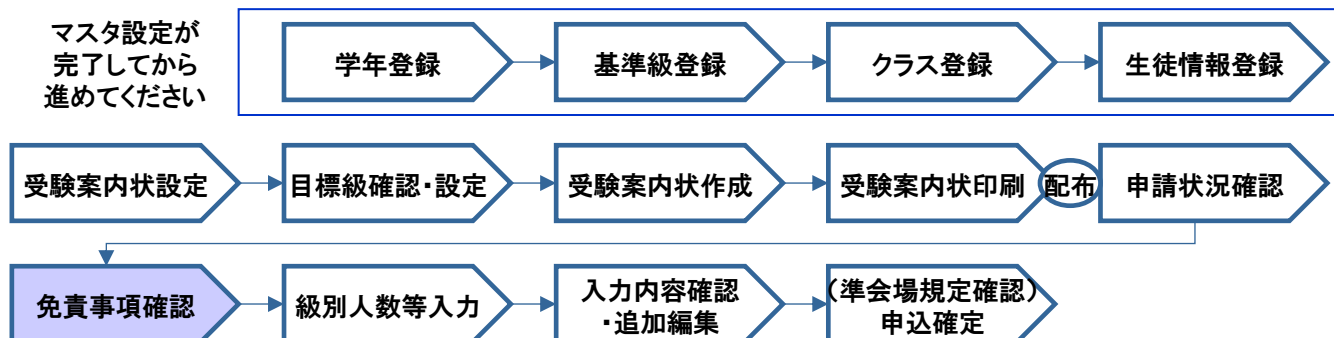 マスタ設定が
完了してから
進めてください
学年登録
基準級登録
クラス登録
生徒情報登録
受験案内状設定
目標級確認・設定
受験案内状作成
受験案内状印刷
配布
申請状況確認
免責事項確認
級別人数等入力
入力内容確認
・追加編集
（準会場規定確認）
申込確定